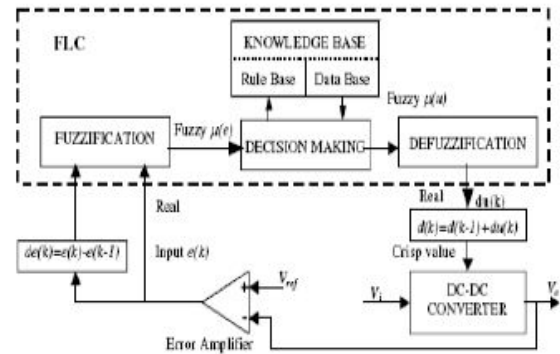 FLC
KNOWLEDGE BASE
Rule Base
Data Base
Fuzzy μ(u)
FUZZIFICATION
Fuzzy μ(e)
DECISION MAKING
DEFUZZIFICATION
Real
Real
du(k)
d(k)=d(k-1)+du(k)
de(k)=e(k)-e(k-1)
Input e(k)
Crisp value
+
Vref
-
Vi
DC-DC
CONVERTER
Error Amplifier